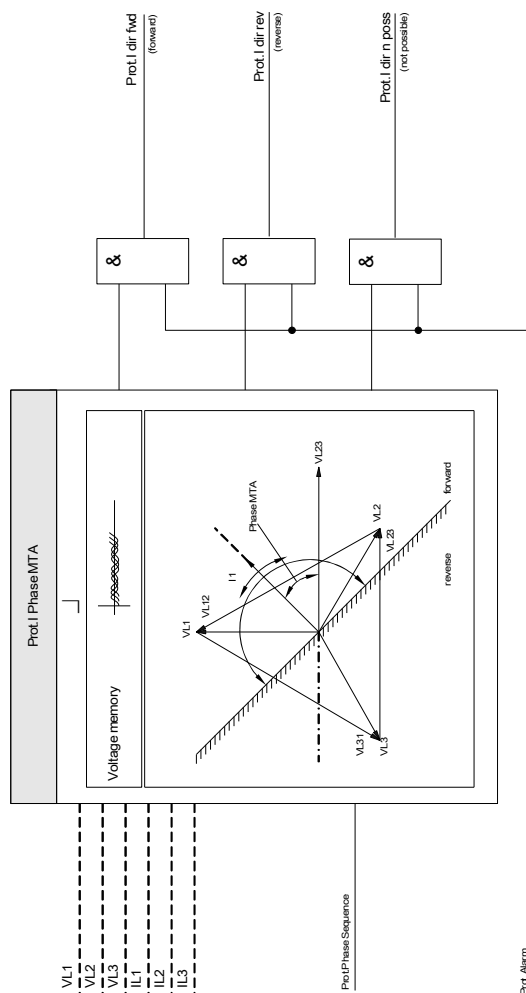 Prot.I Phase MTA
Voltage memory
VL1
VL2
VL3
IL1
IL2
IL3
Prot.Phase Sequence
Prot. Alarm
VL1
VL12
I1
Phase MTA
VL23
VL2
VL23
VL31
VL3
forward
reverse
&
Prot.I dir fwd
(forward)
&
Prot.I dir rev
(reverse)
&
Prot.I dir n poss
(not possible)